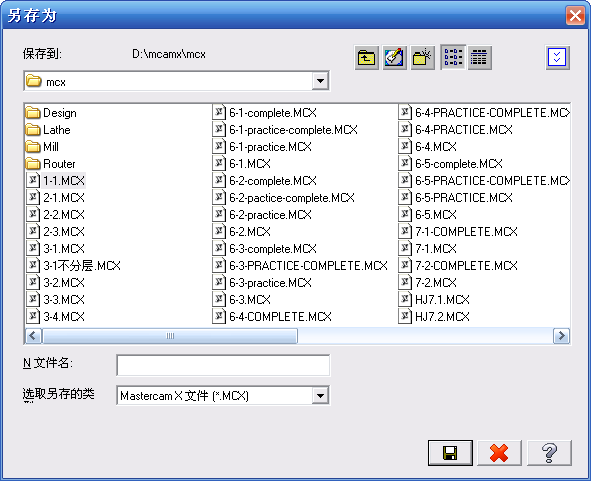 另存为
保存到: D:\mcamx\mcx
mcx
Design
Lathe
Mill
Router
1-1.MCX
2-1.MCX
2-2.MCX
2-3.MCX
3-1.MCX
3-1不分层.MCX
3-2.MCX
3-3.MCX
3-4.MCX
6-1-complete.MCX
6-1-practice-complete.MCX
6-1-practice.MCX
6-1.MCX
6-2-complete.MCX
6-2-pactice-complete.MCX
6-2-practice.MCX
6-2.MCX
6-3-complete.MCX
6-3-PRACTICE-COMPLETE.MCX
6-3-practice.MCX
6-3.MCX
6-4-COMPLETE.MCX
6-4-PRACTICE-COMPLETE.MCX
6-4-PRACTICE.MCX
6-4.MCX
6-5-complete.MCX
6-5-PRACTICE-COMPLETE.MCX
6-5-PRACTICE.MCX
6-5.MCX
7-1-COMPLETE.MCX
7-1.MCX
7-2-COMPLETE.MCX
7-2.MCX
HJ7.1.MCX
HJ7.2.MCX
N 文件名:
选取另存的类
Mastercam X 文件 (*.MCX)